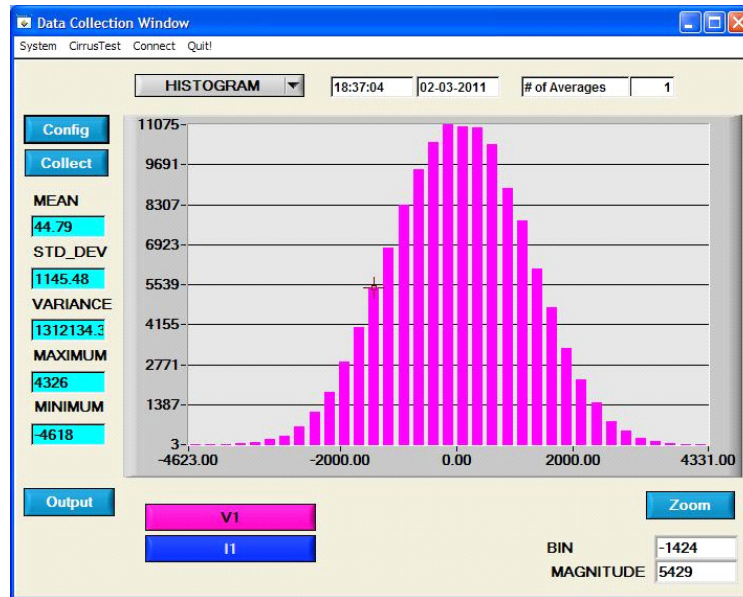 Data Collection Window
System CirrusTest Connect Quit!
HISTOGRAM 18:37:04 02-03-2011 # of Averages 1
Config
Collect
MEAN
44.79
STD_DEV
1145.48
VARIANCE
1312134.3
MAXIMUM
4326
MINIMUM
-4618
Output
11075
9691
8307
6923
5539
4155
2771
1387
3
-4623.00 -2000.00 0.00 2000.00 4331.00
V1
I1
Zoom
BIN -1424
MAGNITUDE 5429